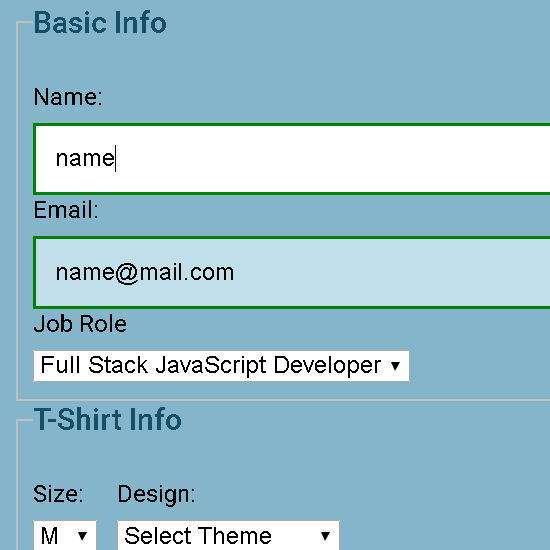 Basic Info
Name:
name
Email:
name@mail.com
Job Role
Full Stack JavaScript Developer
T-Shirt Info
Size: Design:
M Select Theme